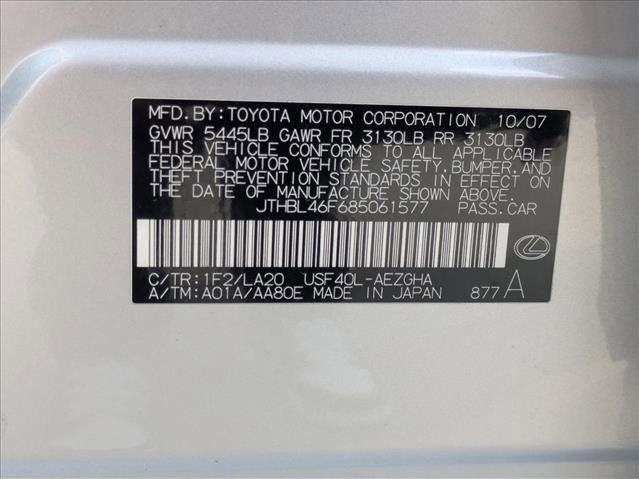 MFD.BY:TOYOTA MOTOR CORPORATION 10/07
GVWR 5445LB GAWR FR 3130LB RR 3130LB
THIS VEHICLE CONFORMS TO ALL APPLICABLE
FEDERAL MOTOR VEHICLE SAFETY,BUMPER,AND
THEFT PREVENTION STANDARDS IN EFFECT ON
THE DATE OF MANUFACTURE SHOWN ABOVE.
JTHBL46F685061577 PASS.CAR
C/TR:1F2/LA20 USF40L-AEZGHA
A/TM:A01A/AA80E MADE IN JAPAN 877 A